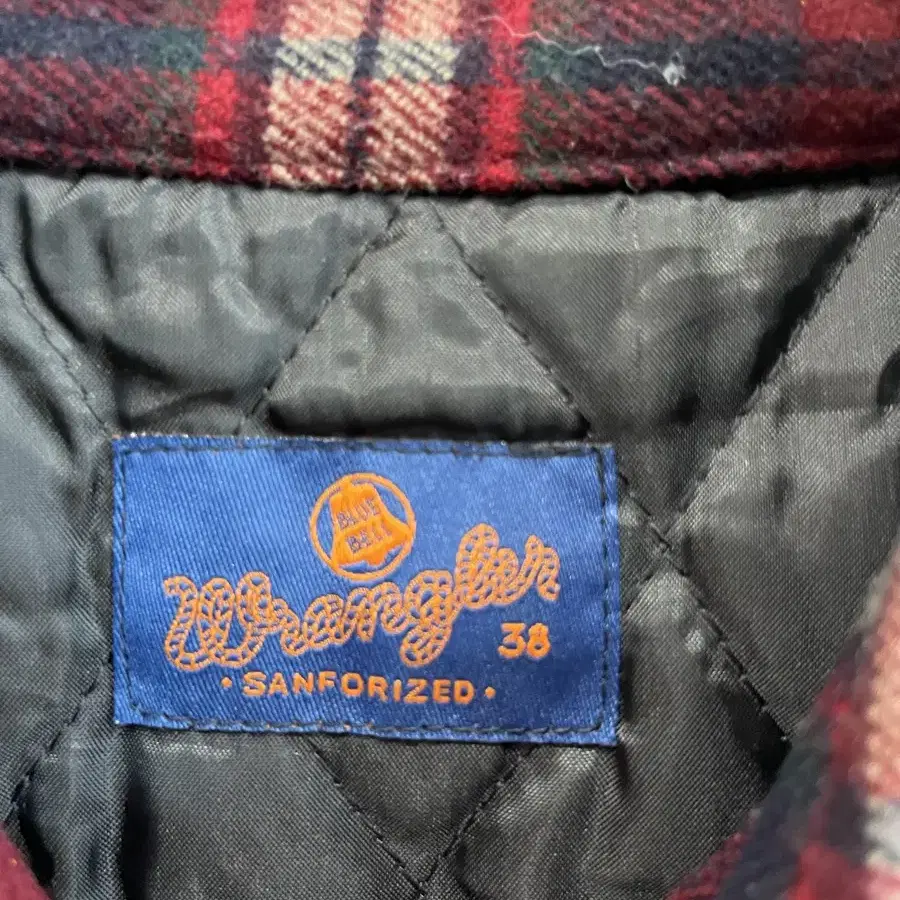 BLUE
BELL
Wrangler
38
• SANFORIZED •